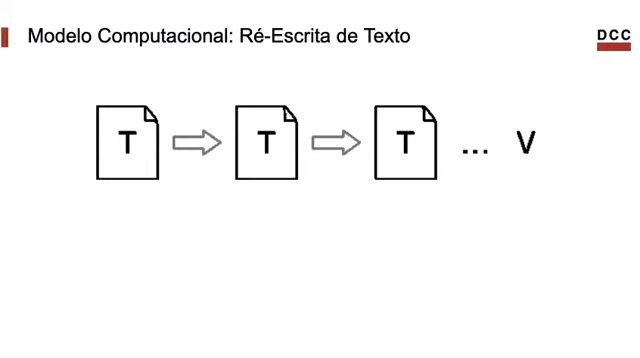 Modelo Computacional: Ré-Escrita de Texto
DCC
T T T ... V